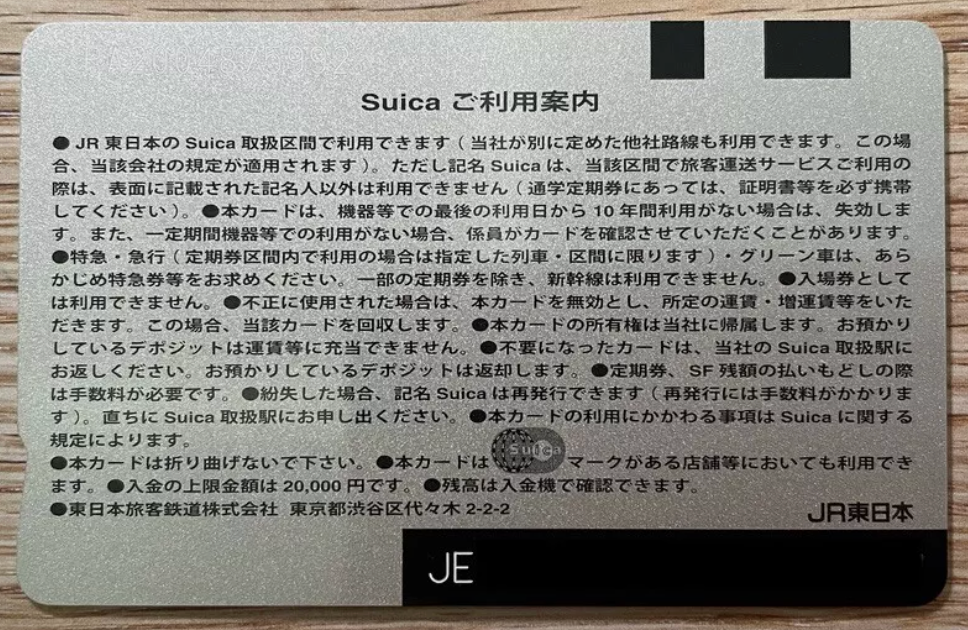 Suica ご利用案内
● JR 東日本の Suica 取扱区間で利用できます（当社が別に定めた他社路線も利用できます。この場
合、当該会社の規定が適用されます）。ただし記名 Suica は、当該区間で旅客運送サービスご利用の
際は、表面に記載された記名人以外は利用できません（通学定期券にあっては、証明書等を必ず携帯
してください）。●本カードは、機器等での最後の利用日から 10 年間利用がない場合は、失効しま
す。また、一定期間機器等での利用がない場合、係員がカードを確認させていただくことがあります。
●特急・急行（定期券区間内で利用の場合は指定した列車・区間に限ります）・グリーン車は、あら
かじめ特急券等をお求めください。一部の定期券を除き、新幹線は利用できません。●入場券として
は利用できません。●不正に使用された場合は、本カードを無効とし、所定の運賃・増運賃等をいた
だきます。この場合、当該カードを回収します。●本カードの所有権は当社に帰属します。お預かり
しているデポジットは運賃等に充当できません。●不要になったカードは、当社の Suica 取扱駅に
お返しください。お預かりしているデポジットは返却します。●定期券、SF 残額の払いもどしの際
は手数料が必要です。●紛失した場合、記名 Suica は再発行できます（再発行には手数料がかかりま
す）。直ちに Suica 取扱駅にお申し出ください。●本カードの利用にかかわる事項は Suica に関する
規定によります。
●本カードは折り曲げないで下さい。●本カードは Suica マークがある店舗等においても利用でき
ます。●入金の上限金額は 20,000 円です。●残高は入金機で確認できます。
●東日本旅客鉄道株式会社 東京都渋谷区代々木 2-2-2
JR東日本
JE